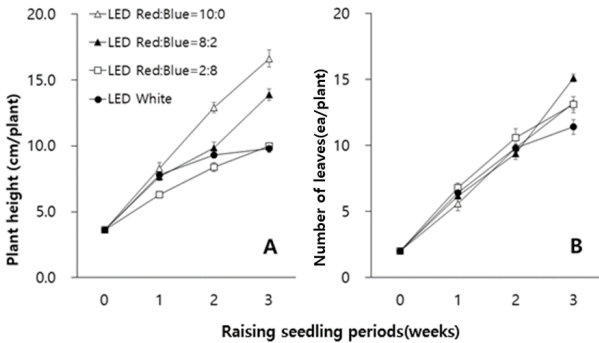 20.0
LED Red:Blue=10:0
LED Red:Blue=8:2
LED Red:Blue=2:8
LED White
15.0
10.0
5.0
0.0
Plant height (cm/plant)
A
0 1 2 3
20
15
10
5
0
Number of leaves(ea/plant)
B
0 1 2 3
Raising seedling periods(weeks)